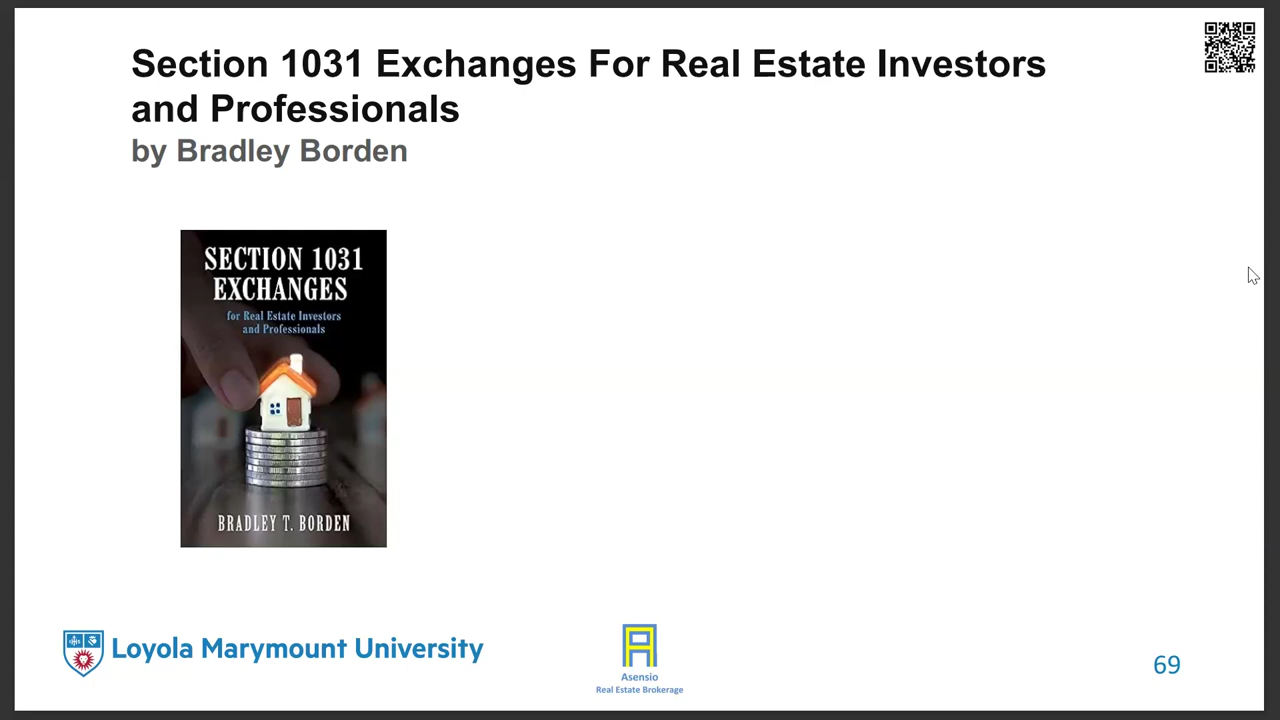 Section 1031 Exchanges For Real Estate Investors
and Professionals
by Bradley Borden
SECTION 1031
EXCHANGES
for Real Estate Investors
and Professionals
BRADLEY T. BORDEN
Loyola Marymount University
Asensio
Real Estate Brokerage
69